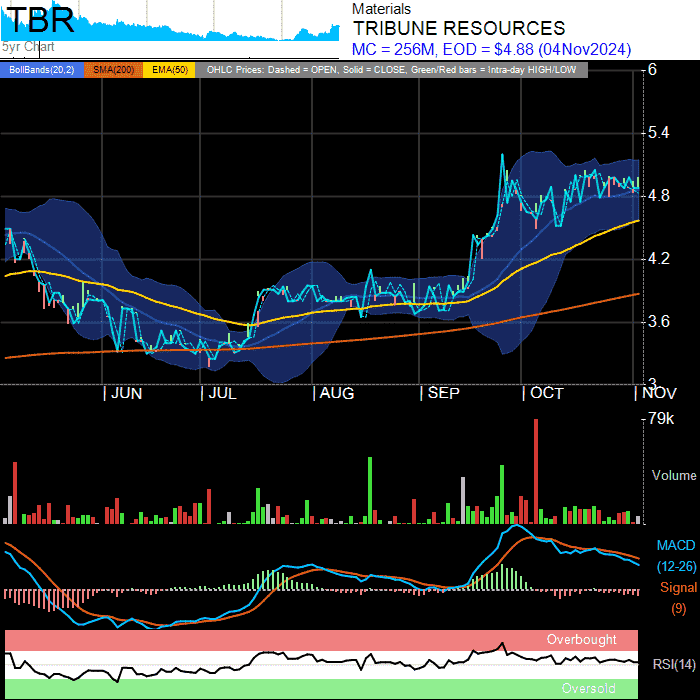 TBR
5yr Chart
Materials
TRIBUNE RESOURCES
MC = 256M, EOD = $4.88 (04Nov2024)
BollBands(20,2) SMA(200) EMA(50) OHLC Prices: Dashed = OPEN, Solid = CLOSE, Green/Red bars = Intra-day HIGH/LOW
6
5.4
4.8
4.2
3.6
3
JUN JUL AUG SEP OCT NOV
79k
Volume
MACD
(12-26)
Signal
(9)
Overbought
RSI(14)
Oversold